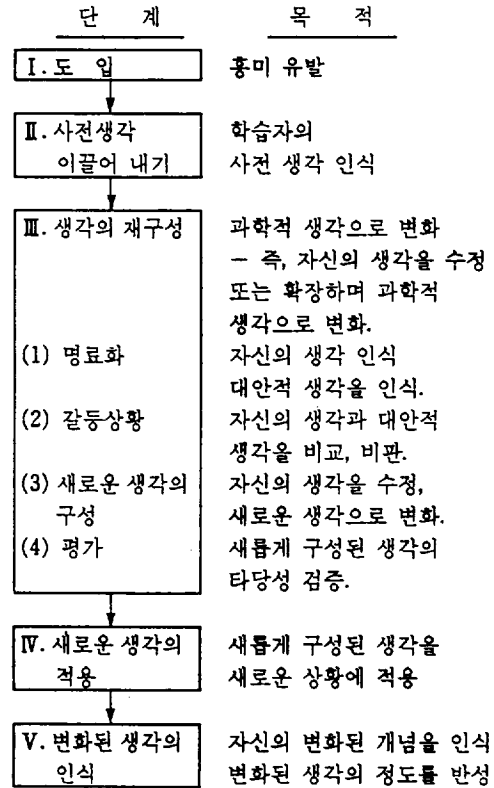 단 계 목 적
Ⅰ. 도 입 흥미 유발
Ⅱ. 사전생각 학습자의
이끌어 내기 사전 생각 인식
Ⅲ. 생각의 재구성 과학적 생각으로 변화
— 즉, 자신의 생각을 수정
또는 확장하며 과학적
생각으로 변화.
(1) 명료화 자신의 생각 인식
대안적 생각을 인식.
(2) 갈등상황 자신의 생각과 대안적
생각을 비교, 비판.
(3) 새로운 생각의 자신의 생각을 수정,
구성 새로운 생각으로 변화.
(4) 평가 새롭게 구성된 생각의
타당성 검증.
Ⅳ. 새로운 생각의 새롭게 구성된 생각을
적용 새로운 상황에 적용
Ⅴ. 변화된 생각의 자신의 변화된 개념을 인식
인식 변화된 생각의 정도를 반성